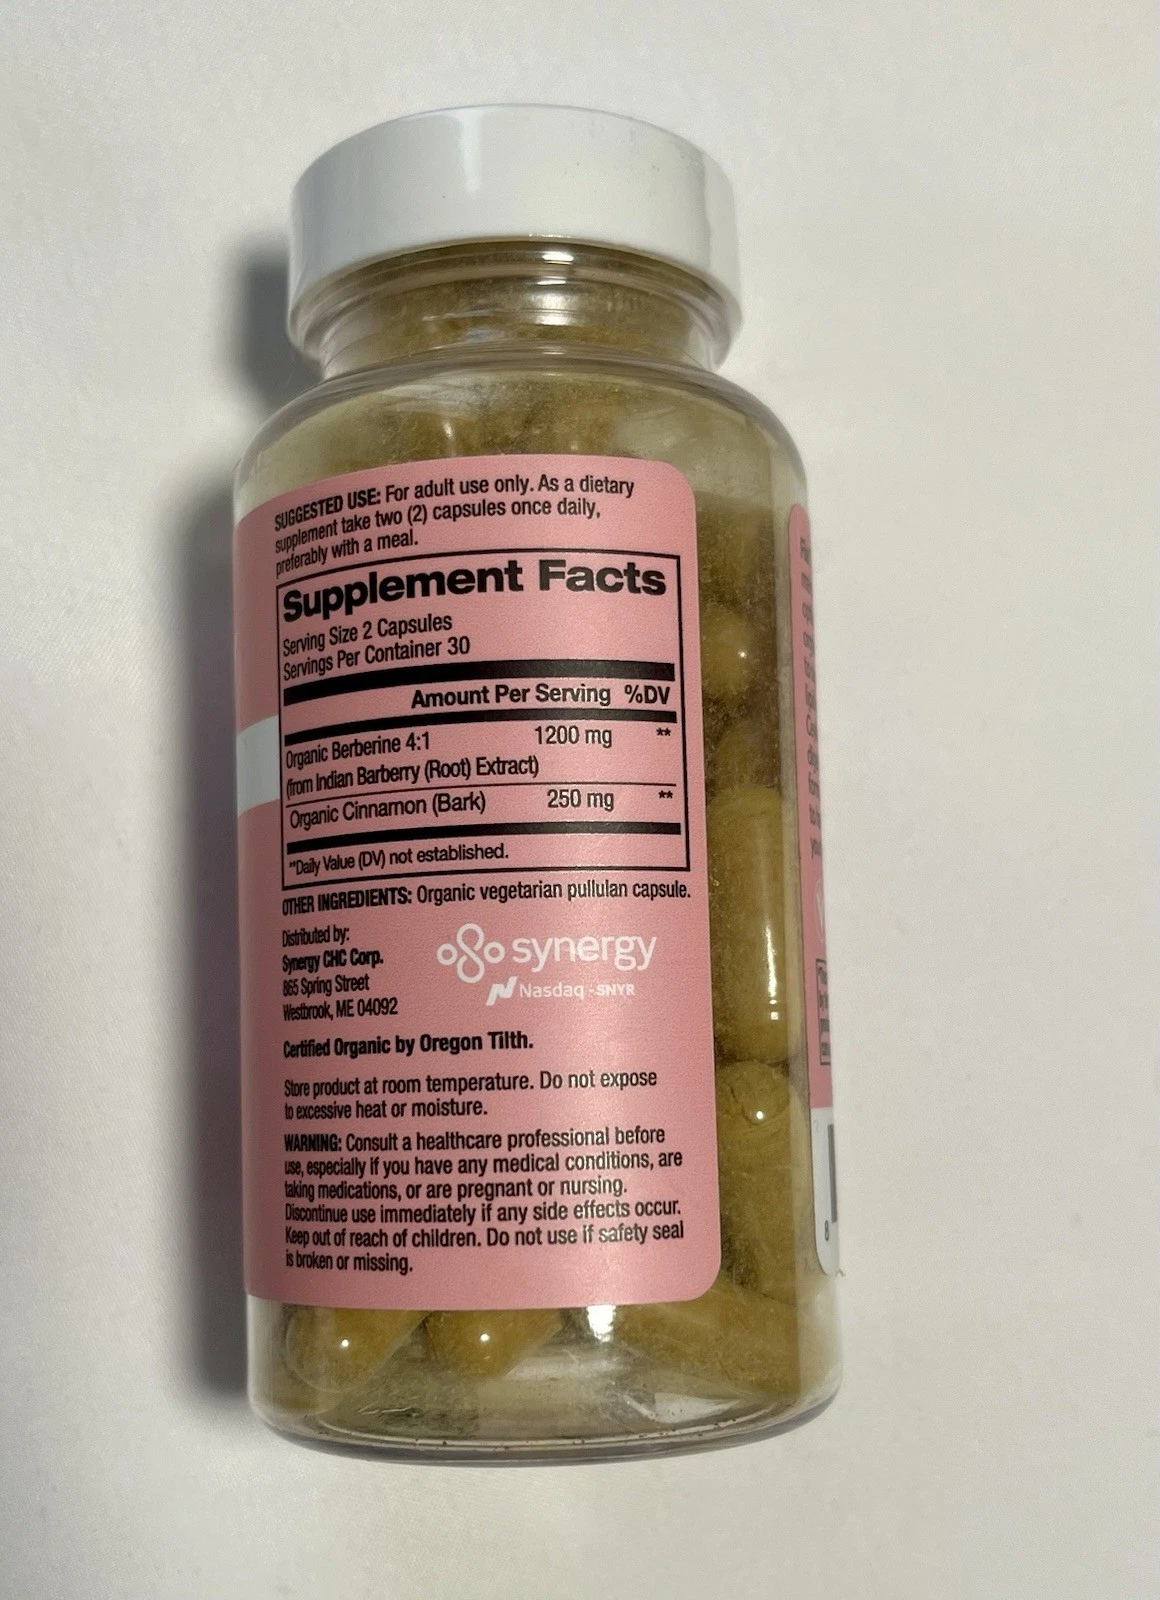 SUGGESTED USE: For adult use only. As a dietary
supplement take two (2) capsules once daily,
preferably with a meal.
Supplement Facts
Serving Size 2 Capsules
Servings Per Container 30
Amount Per Serving %DV
Organic Berberine 4:1 1200 mg **
(from Indian Barberry (Root) Extract)
Organic Cinnamon (Bark) 250 mg **
**Daily Value (DV) not established.
OTHER INGREDIENTS: Organic vegetarian pullulan capsule.
Distributed by:
Synergy CHC Corp.
865 Spring Street
Westbrook, ME 04092
synergy
Nasdaq - SNYR
Certified Organic by Oregon Tilth.
Store product at room temperature. Do not expose
to excessive heat or moisture.
WARNING: Consult a healthcare professional before
use, especially if you have any medical conditions, are
taking medications, or are pregnant or nursing.
Discontinue use immediately if any side effects occur.
Keep out of reach of children. Do not use if safety seal
is broken or missing.
8